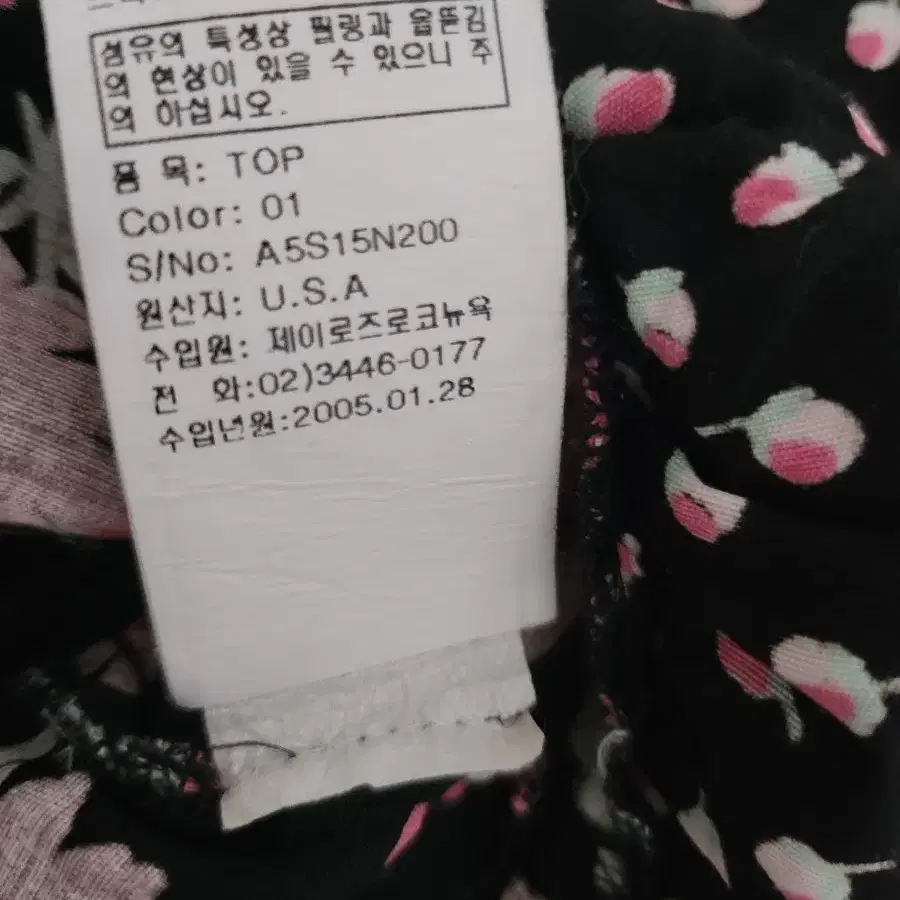 섬유의 특성상 필링과 올뜯김
의 현상이 있을 수 있으니 주
의 하십시오.
품 목: TOP
Color: 01
S/No: A5S15N200
원산지: U.S.A
수입원: 제이로즈로코뉴욕
전 화:02)3446-0177
수입년월:2005.01.28